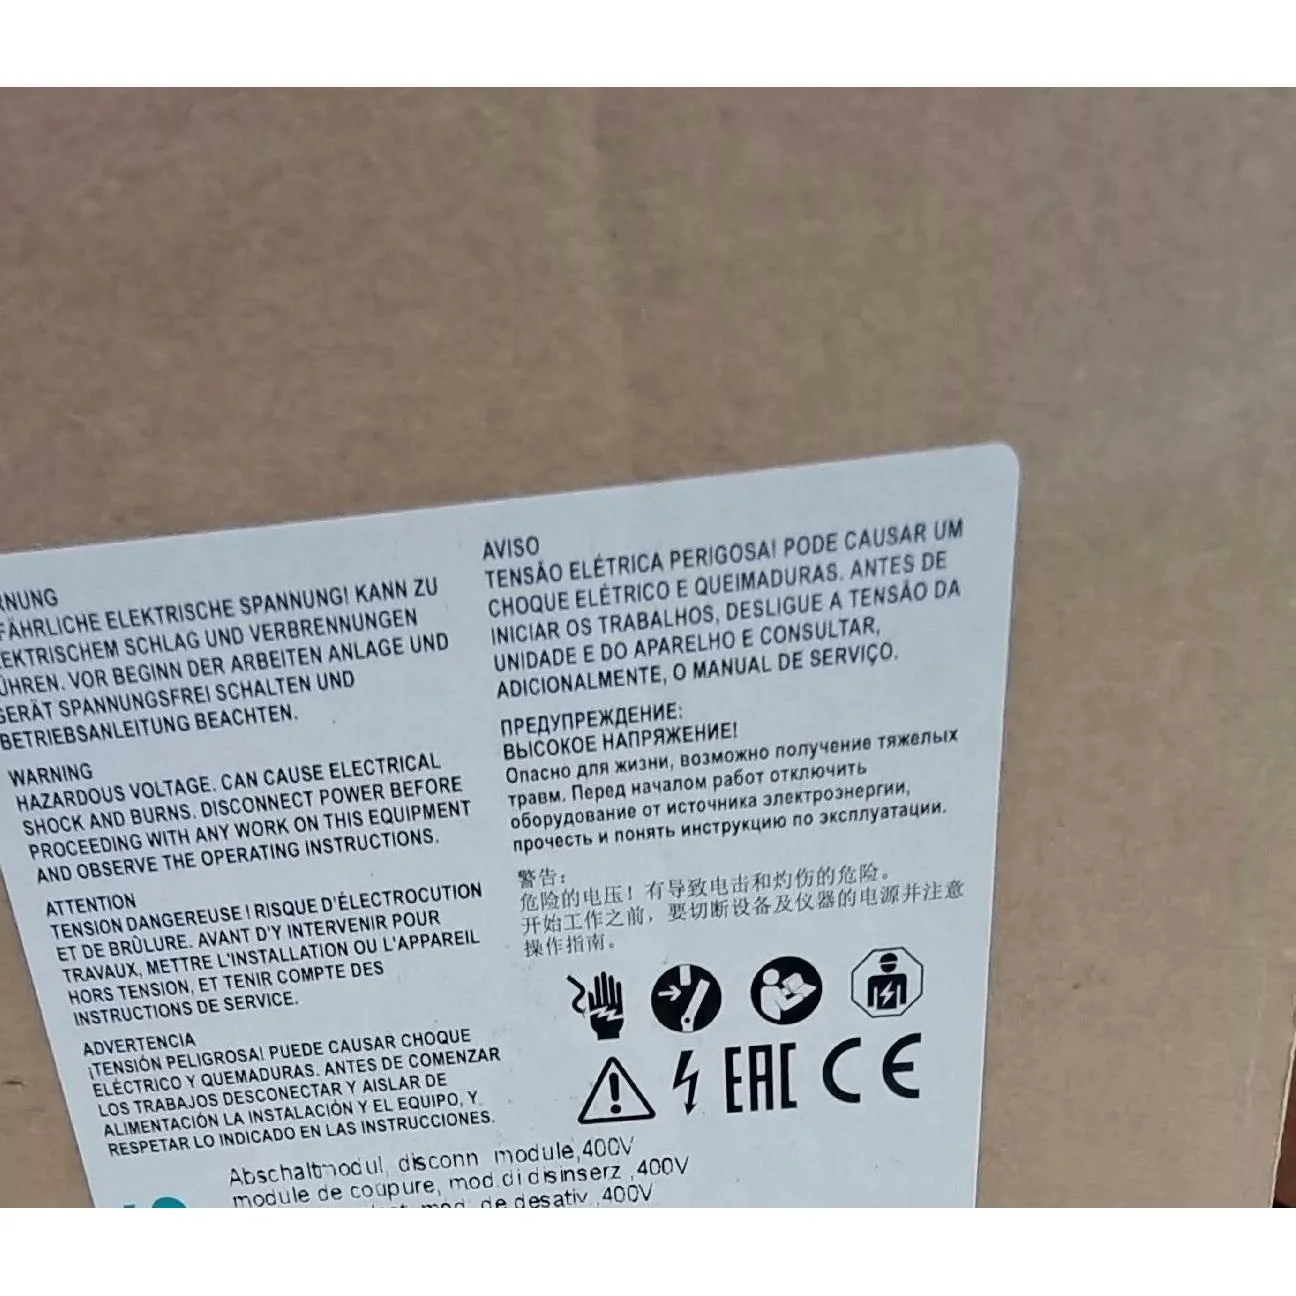 RNUNG
FÄHRLICHE ELEKTRISCHE SPANNUNG! KANN ZU
EKTRISCHEM SCHLAG UND VERBRENNUNGEN
ÜHREN. VOR BEGINN DER ARBEITEN ANLAGE UND
GERÄT SPANNUNGSFREI SCHALTEN UND
BETRIEBSANLEITUNG BEACHTEN.
WARNING
HAZARDOUS VOLTAGE. CAN CAUSE ELECTRICAL
SHOCK AND BURNS. DISCONNECT POWER BEFORE
PROCEEDING WITH ANY WORK ON THIS EQUIPMENT
AND OBSERVE THE OPERATING INSTRUCTIONS.
ATTENTION
TENSION DANGEREUSE ! RISQUE D'ÉLECTROCUTION
ET DE BRÛLURE. AVANT D'Y INTERVENIR POUR
TRAVAUX, METTRE L'INSTALLATION OU L'APPAREIL
HORS TENSION, ET TENIR COMPTE DES
INSTRUCTIONS DE SERVICE.
ADVERTENCIA
¡TENSIÓN PELIGROSA! PUEDE CAUSAR CHOQUE
ELÉCTRICO Y QUEMADURAS. ANTES DE COMENZAR
LOS TRABAJOS DESCONECTAR Y AISLAR DE
ALIMENTACIÓN LA INSTALACIÓN Y EL EQUIPO, Y
RESPETAR LO INDICADO EN LAS INSTRUCCIONES.
AVISO
TENSÃO ELÉTRICA PERIGOSA! PODE CAUSAR UM
CHOQUE ELÉTRICO E QUEIMADURAS. ANTES DE
INICIAR OS TRABALHOS, DESLIGUE A TENSÃO DA
UNIDADE E DO APARELHO E CONSULTAR,
ADICIONALMENTE, O MANUAL DE SERVIÇO.
ПРЕДУПРЕЖДЕНИЕ:
ВЫСОКОЕ НАПРЯЖЕНИЕ!
Опасно для жизни, возможно получение тяжелых
травм. Перед началом работ отключить
оборудование от источника электроэнергии,
прочесть и понять инструкцию по эксплуатации.
警告：
危险的电压！有导致电击和灼伤的危险。
开始工作之前，要切断设备及仪器的电源并注意
操作指南。
EAC CE
Abschaltmodul, disconn module,400V
module de coupure, mod.di disinserz ,400V
mod. de desativ.,400V